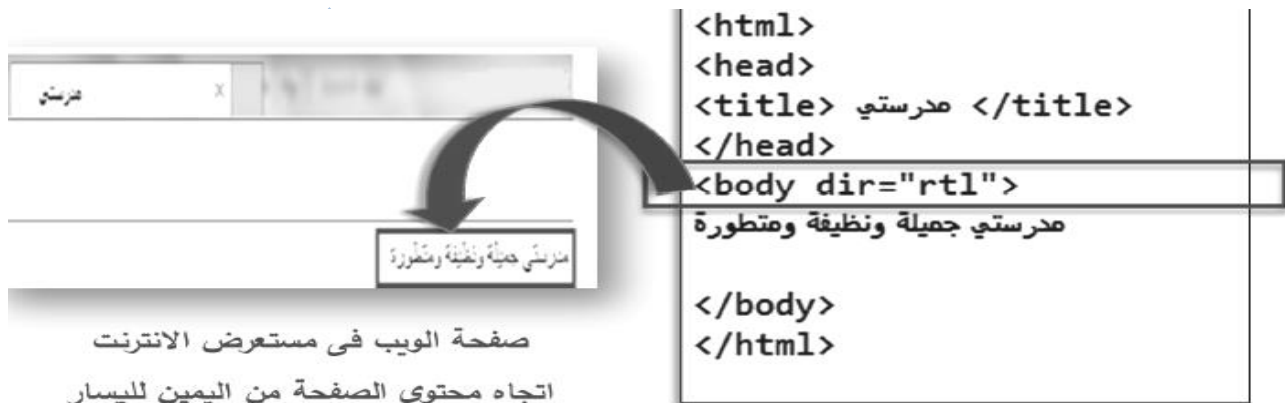 <html>
<head>
<title> مدرستي </title>
</head>
<body dir="rtl">
مدرستي جميلة ونظيفة ومتطورة
</body>
</html>
مدرستي
X
مدرستي جميلة ونظيفة ومتطورة
صفحة الويب فى مستعرض الانترنت
اتجاه محتوى الصفحة من اليمين لليسار